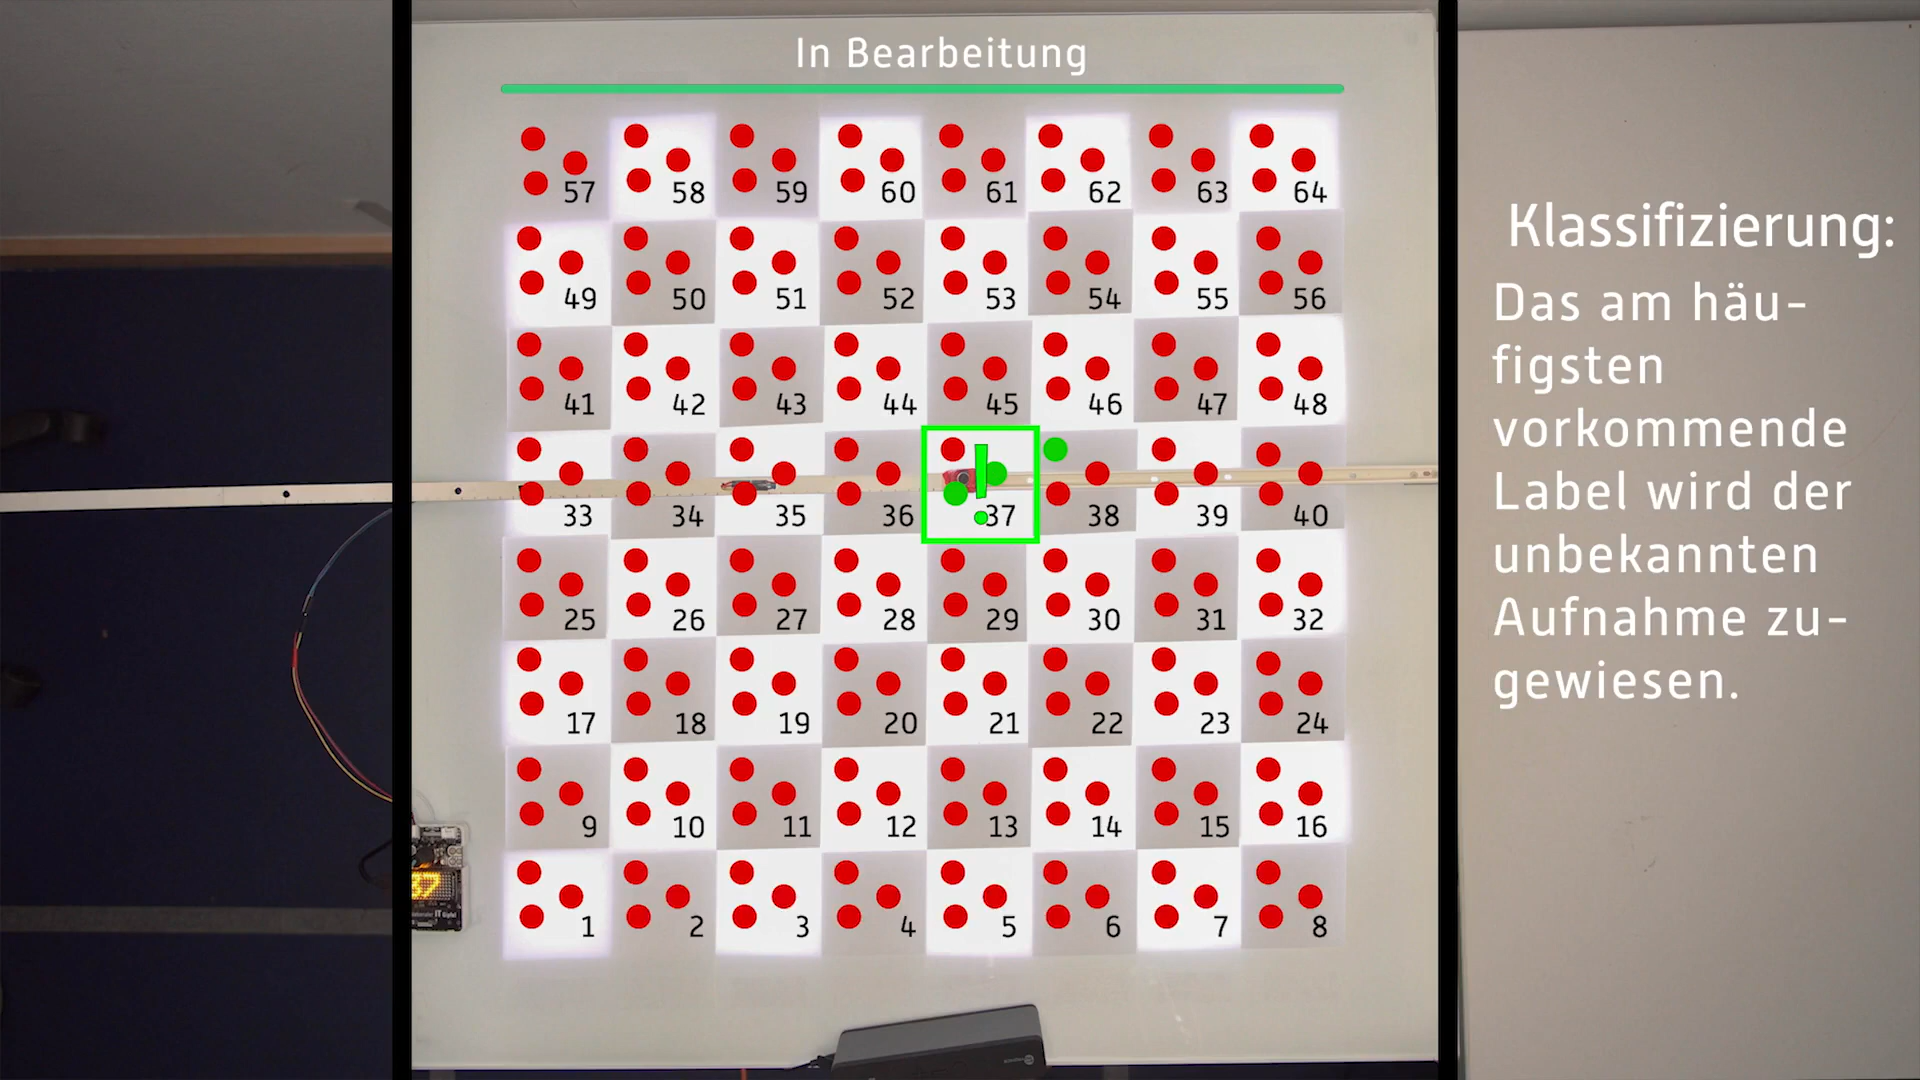 In Bearbeitung
57 58 59 60 61 62 63 64
49 50 51 52 53 54 55 56
41 42 43 44 45 46 47 48
33 34 35 36 37 38 39 40
25 26 27 28 29 30 31 32
17 18 19 20 21 22 23 24
9 10 11 12 13 14 15 16
1 2 3 4 5 6 7 8
!
37
IT Gipfel
Klassifizierung:
Das am häu-
figsten
vorkommende
Label wird der
unbekannten
Aufnahme zu-
gewiesen.